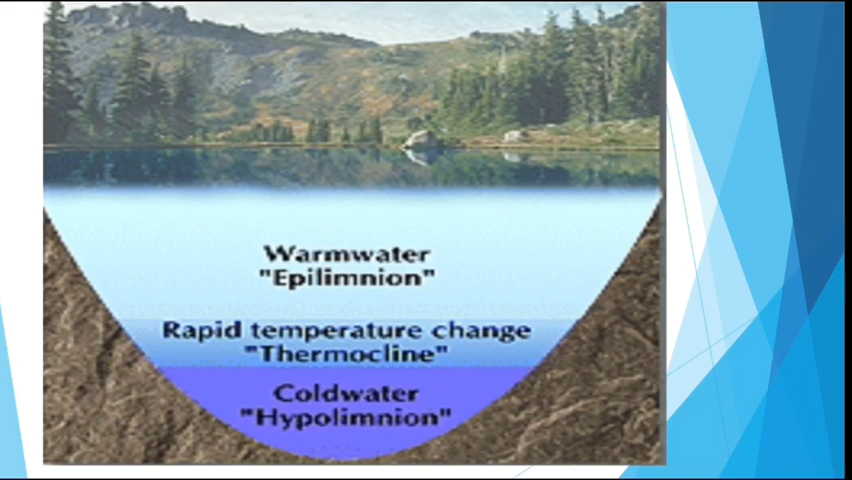 Warmwater
"Epilimnion"
Rapid temperature change
"Thermocline"
Coldwater
"Hypolimnion"